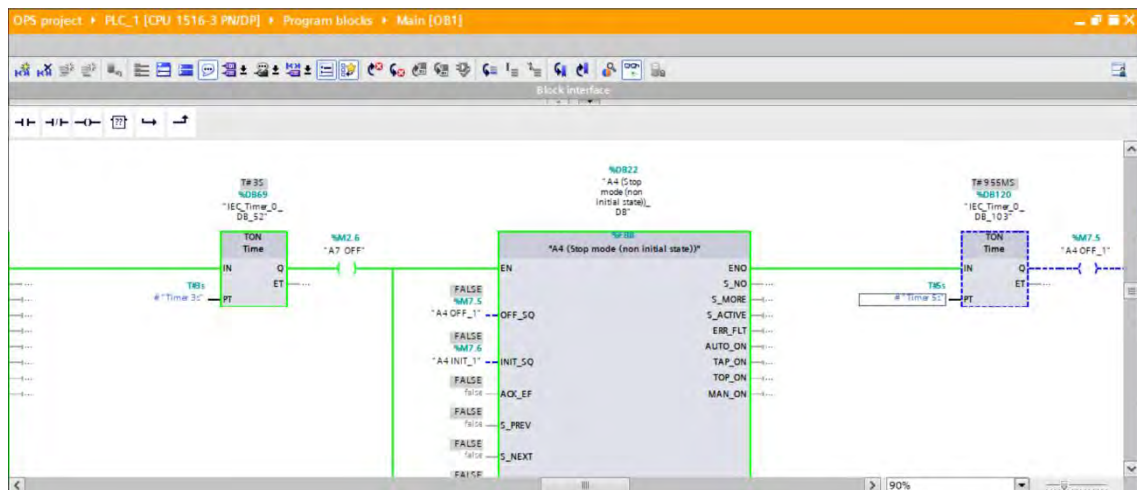 OPS project ▸ PLC_1 [CPU 1516-3 PN/DP] ▸ Program blocks ▸ Main [OB1]
Block interface
T#3S
%DB69
"IEC_Timer_0_
DB_52"
TON
Time
IN
Q
ET
...
T#3s
#"Timer 3s"
PT
%M2.6
"A7 OFF"
%DB22
"A4 (Stop
mode (non
initial state))_
DB"
"A4 (Stop mode (non initial state))"
EN
ENO
FALSE
%M7.5
"A4 OFF_1"
OFF_SQ
FALSE
%M7.6
"A4 INIT_1"
INIT_SQ
FALSE
false
ACK_EF
FALSE
false
S_PREV
FALSE
false
S_NEXT
FALSE
S_NO
S_MORE
S_ACTIVE
ERR_FLT
AUTO_ON
TAP_ON
TOP_ON
MAN_ON
T#955MS
%DB120
"IEC_Timer_0_
DB_103"
TON
Time
IN
Q
ET
...
#"Timer 5s"
PT
%M7.5
"A4 OFF_1"
90%